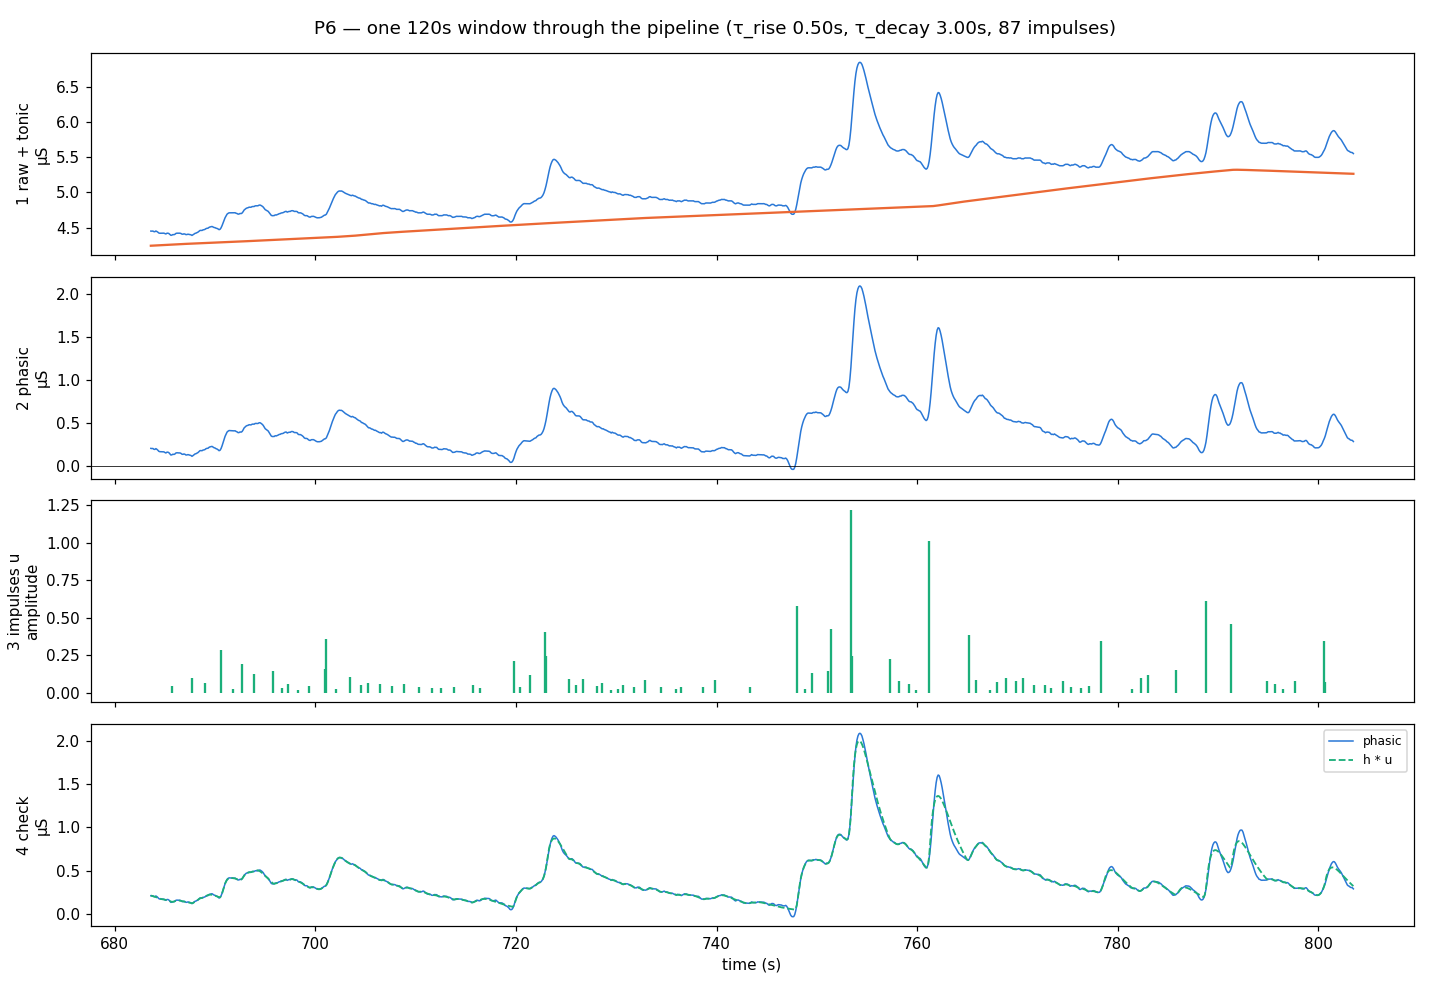 P6 — one 120s window through the pipeline (τ_rise 0.50s, τ_decay 3.00s, 87 impulses)
1 raw + tonic
µS
6.5
6.0
5.5
5.0
4.5
2 phasic
µS
2.0
1.5
1.0
0.5
0.0
3 impulses u
amplitude
1.25
1.00
0.75
0.50
0.25
0.00
4 check
µS
2.0
1.5
1.0
0.5
0.0
phasic
h * u
680 700 720 740 760 780 800
time (s)